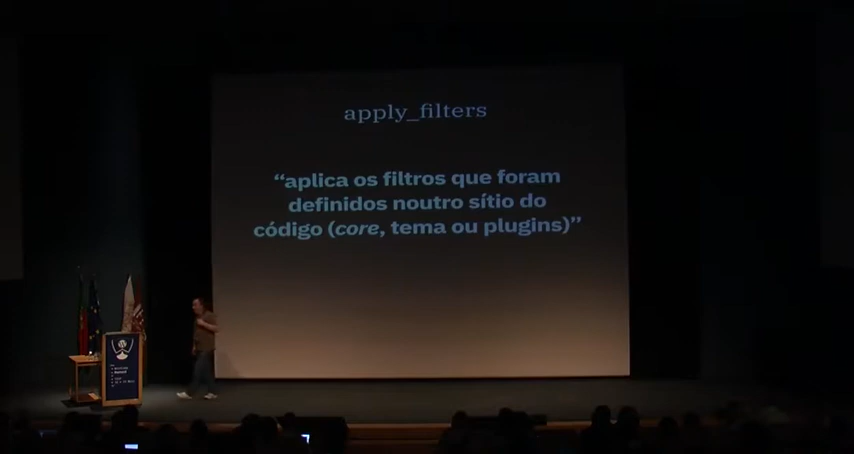 apply_filters
“aplica os filtros que foram
definidos noutro sítio do
código (core, tema ou plugins)”